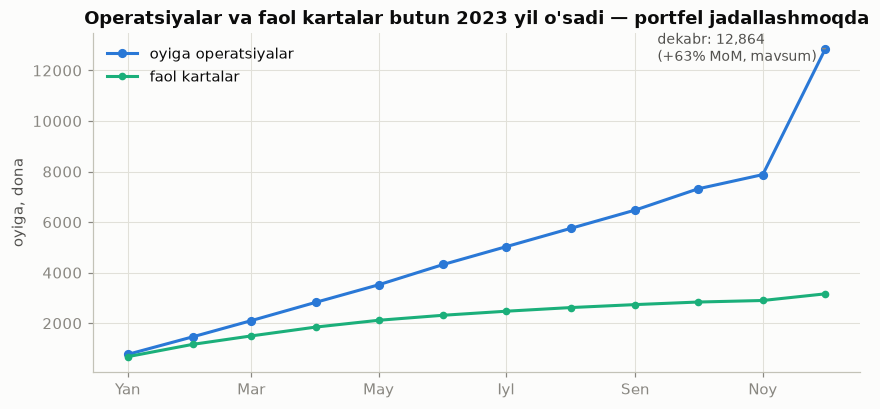 Operatsiyalar va faol kartalar butun 2023 yil o'sadi — portfel jadallashmoqda
oyiga operatsiyalar
faol kartalar
dekabr: 12,864
(+63% MoM, mavsum)
oyiga, dona
12000
10000
8000
6000
4000
2000
Yan
Mar
May
Iyl
Sen
Noy